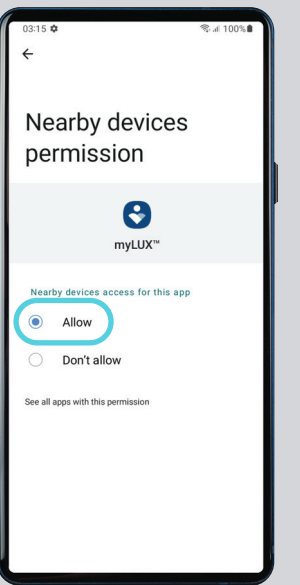 03:15 100%
Nearby devices
permission
myLUX™
Nearby devices access for this app
Allow
Don't allow
See all apps with this permission